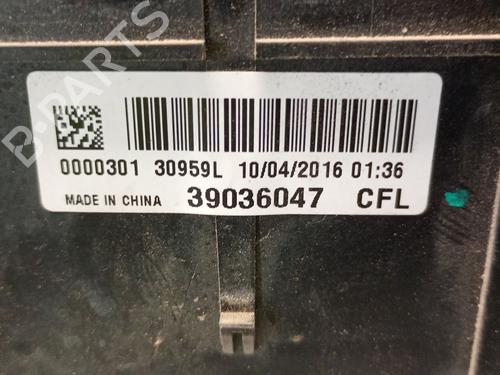 B-PARTS
0000301 30959L 10/04/2016 01:36
MADE IN CHINA 39036047 CFL